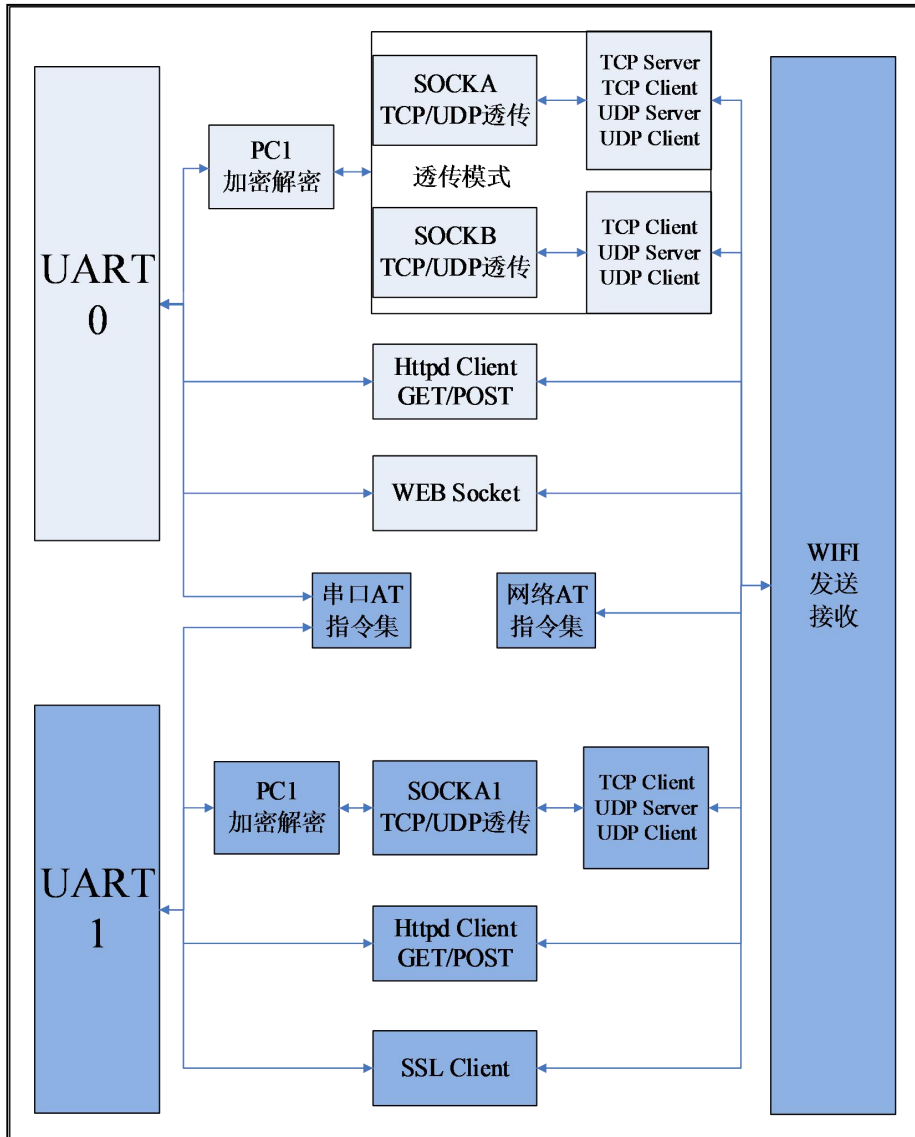 UART
0
PC1
加密解密
SOCKA
TCP/UDP透传
透传模式
SOCKB
TCP/UDP透传
TCP Server
TCP Client
UDP Server
UDP Client
TCP Client
UDP Server
UDP Client
Httpd Client
GET/POST
WEB Socket
串口AT
指令集
网络AT
指令集
WIFI
发送
接收
UART
1
PC1
加密解密
SOCKA1
TCP/UDP透传
TCP Client
UDP Server
UDP Client
Httpd Client
GET/POST
SSL Client